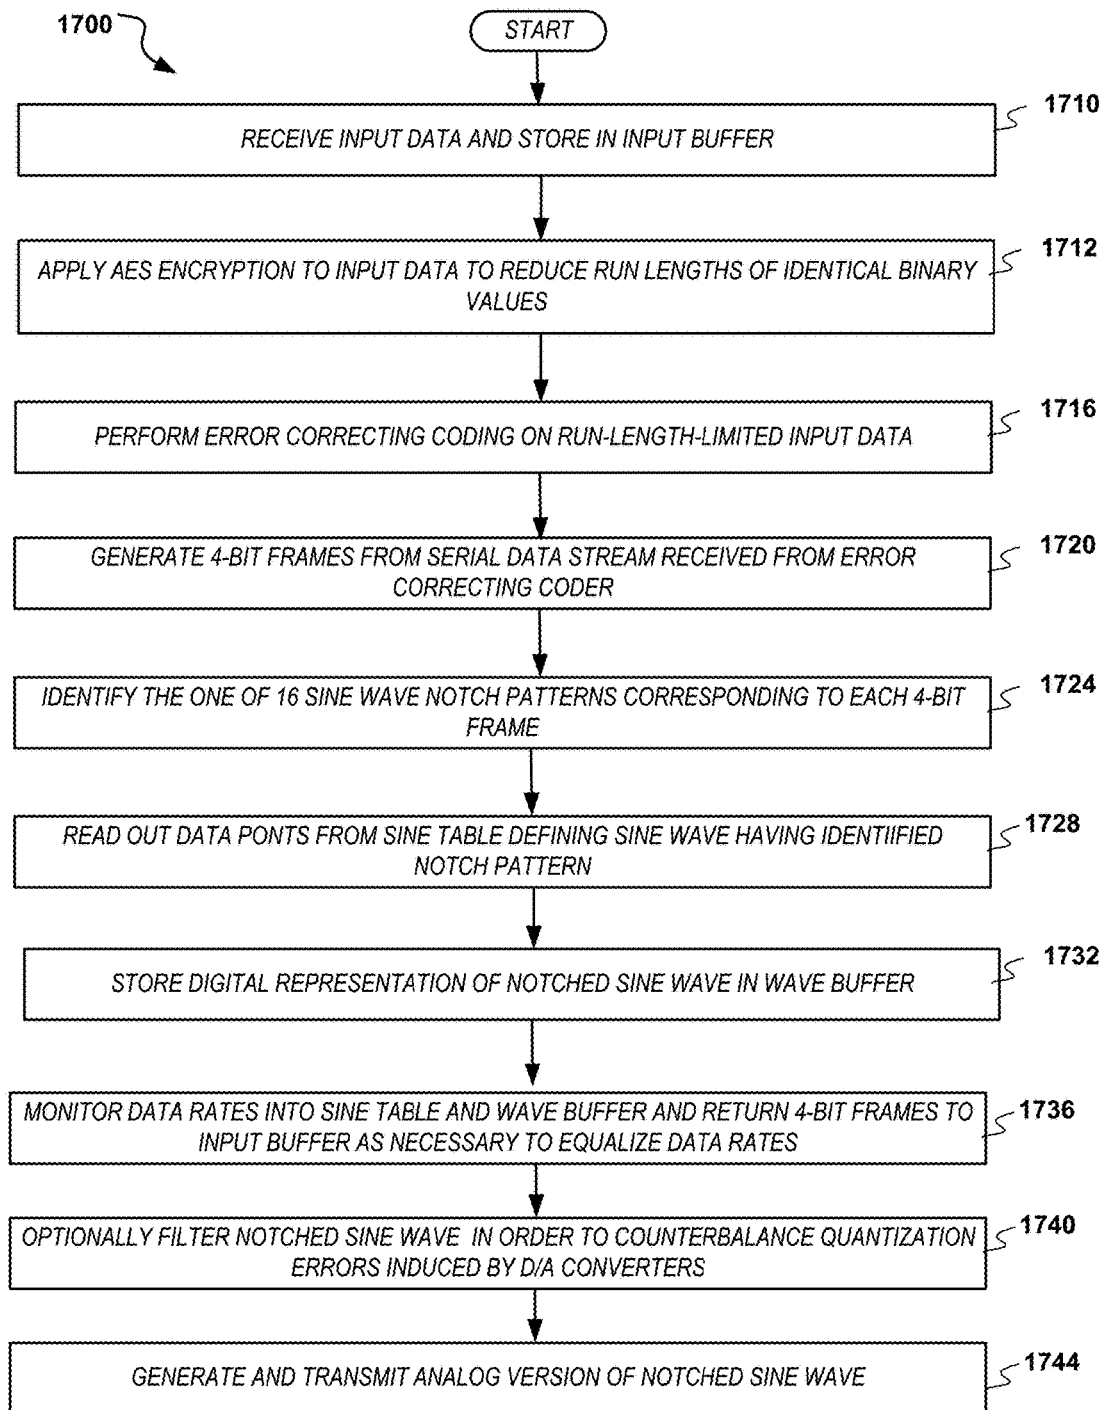 1700
START
1710
RECEIVE INPUT DATA AND STORE IN INPUT BUFFER
1712
APPLY AES ENCRYPTION TO INPUT DATA TO REDUCE RUN LENGTHS OF IDENTICAL BINARY
VALUES
1716
PERFORM ERROR CORRECTING CODING ON RUN-LENGTH-LIMITED INPUT DATA
1720
GENERATE 4-BIT FRAMES FROM SERIAL DATA STREAM RECEIVED FROM ERROR
CORRECTING CODER
1724
IDENTIFY THE ONE OF 16 SINE WAVE NOTCH PATTERNS CORRESPONDING TO EACH 4-BIT
FRAME
1728
READ OUT DATA PONTS FROM SINE TABLE DEFINING SINE WAVE HAVING IDENTIIFIED
NOTCH PATTERN
1732
STORE DIGITAL REPRESENTATION OF NOTCHED SINE WAVE IN WAVE BUFFER
1736
MONITOR DATA RATES INTO SINE TABLE AND WAVE BUFFER AND RETURN 4-BIT FRAMES TO
INPUT BUFFER AS NECESSARY TO EQUALIZE DATA RATES
1740
OPTIONALLY FILTER NOTCHED SINE WAVE IN ORDER TO COUNTERBALANCE QUANTIZATION
ERRORS INDUCED BY D/A CONVERTERS
1744
GENERATE AND TRANSMIT ANALOG VERSION OF NOTCHED SINE WAVE